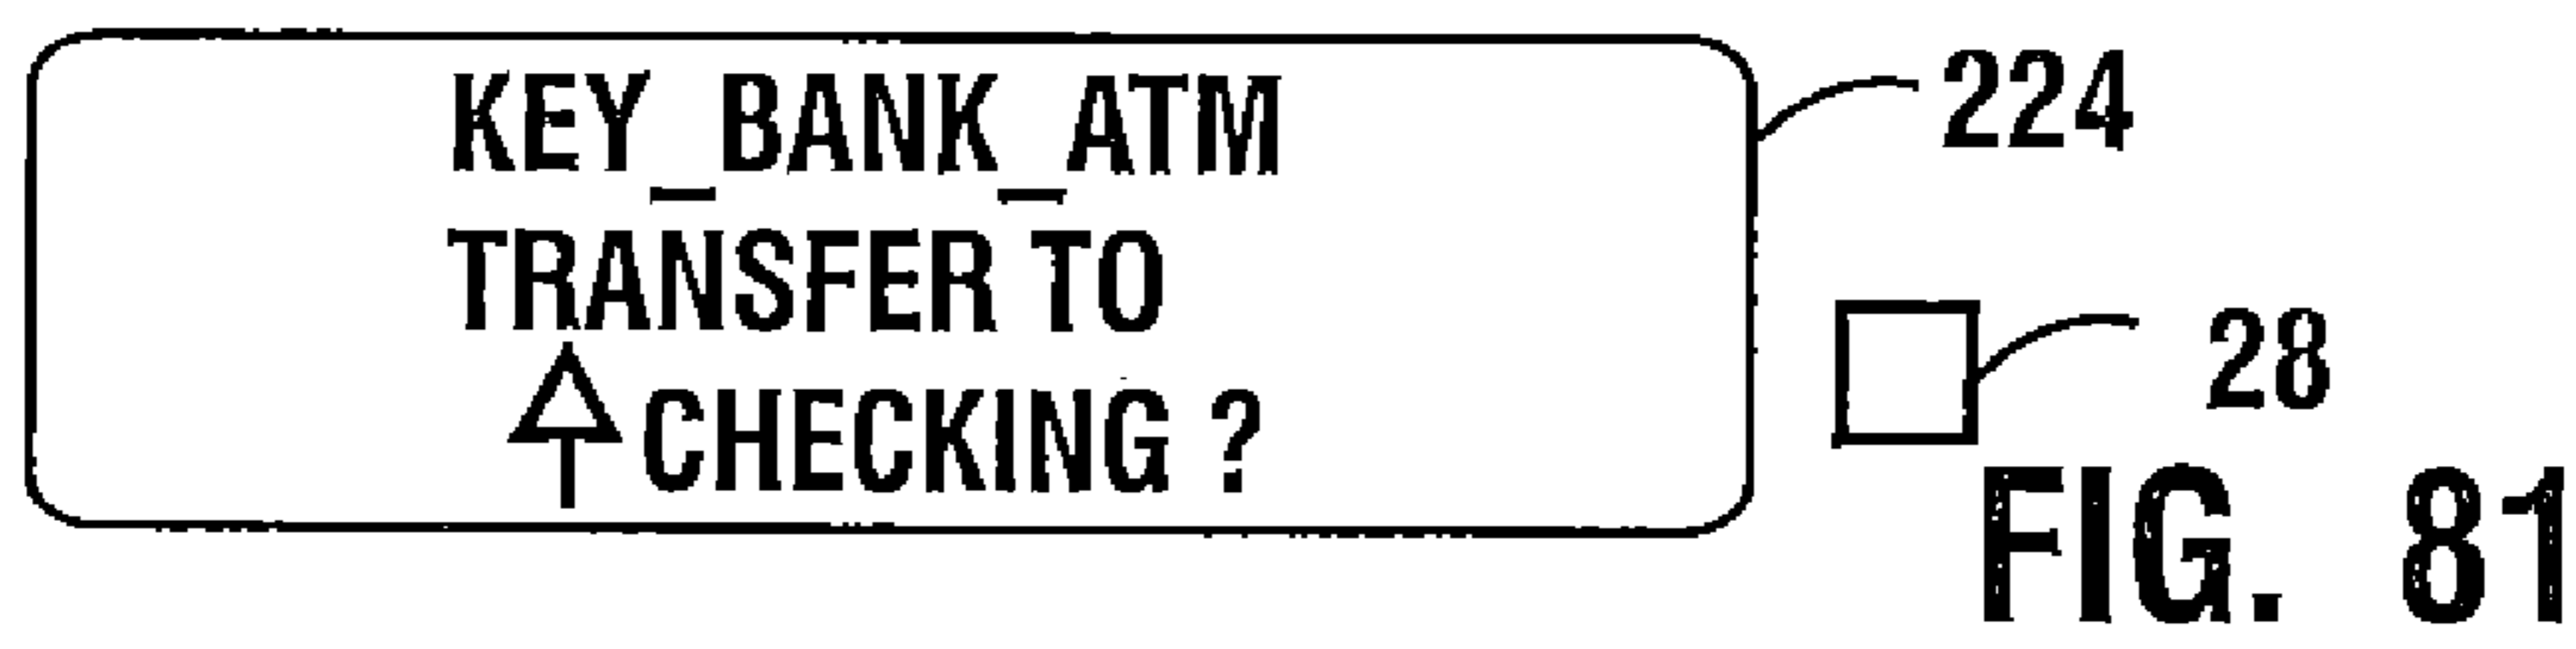 KEY_BANK_ATM
TRANSFER TO
CHECKING ?
224
28
FIG. 81